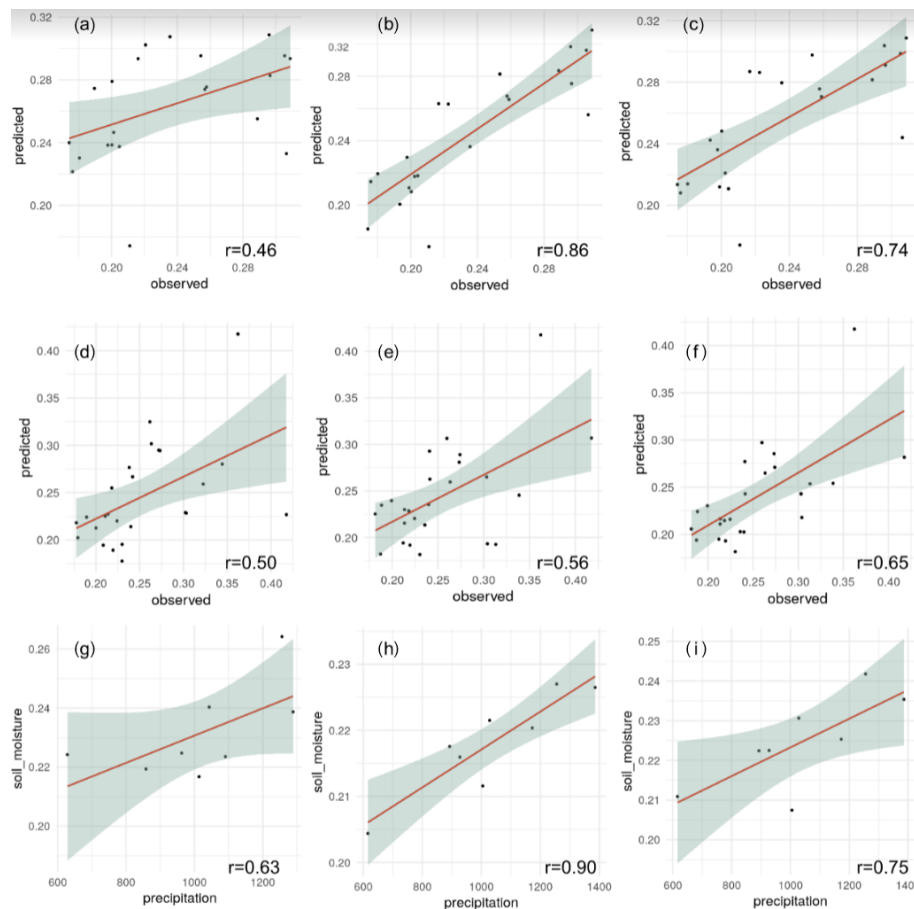 (a)
0.32
0.28
0.24
0.20
predicted
0.20
0.24
0.28
r=0.46
observed
(b)
0.32
0.28
0.24
0.20
predicted
0.20
0.24
0.28
r=0.86
observed
(c)
0.32
0.28
0.24
0.20
predicted
0.20
0.24
0.28
r=0.74
observed
(d)
0.40
0.35
0.30
0.25
0.20
predicted
0.20
0.25
0.30
0.35
0.40
r=0.50
observed
(e)
0.40
0.35
0.30
0.25
0.20
predicted
0.20
0.25
0.30
0.35
0.40
r=0.56
observed
(f)
0.40
0.35
0.30
0.25
0.20
predicted
0.20
0.25
0.30
0.35
0.40
r=0.65
observed
(g)
0.26
0.24
0.22
0.20
soil_moisture
600
800
1000
1200
r=0.63
precipitation
(h)
0.23
0.22
0.21
0.20
soil_moisture
600
800
1000
1200
1400
r=0.90
precipitation
(i)
0.25
0.24
0.23
0.22
0.21
0.20
soil_moisture
600
800
1000
1200
140
r=0.75
precipitation